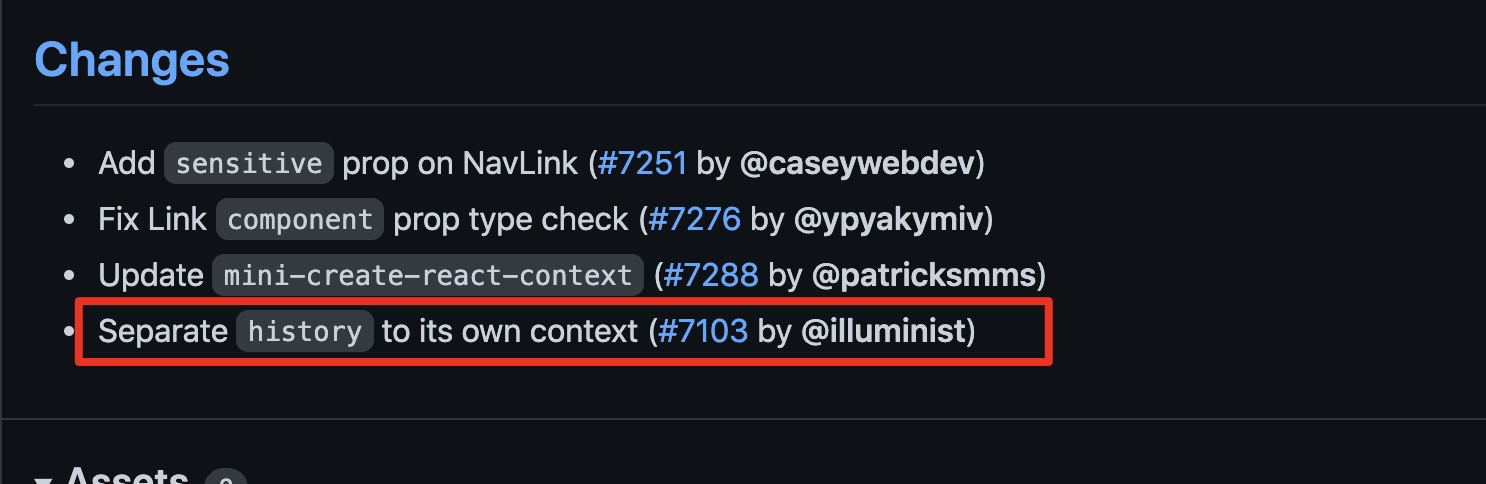 Changes
Add sensitive prop on NavLink (#7251 by @caseywebdev)
Fix Link component prop type check (#7276 by @ypyakymiv)
Update mini-create-react-context (#7288 by @patricksmms)
Separate history to its own context (#7103 by @illuminist)
Assets